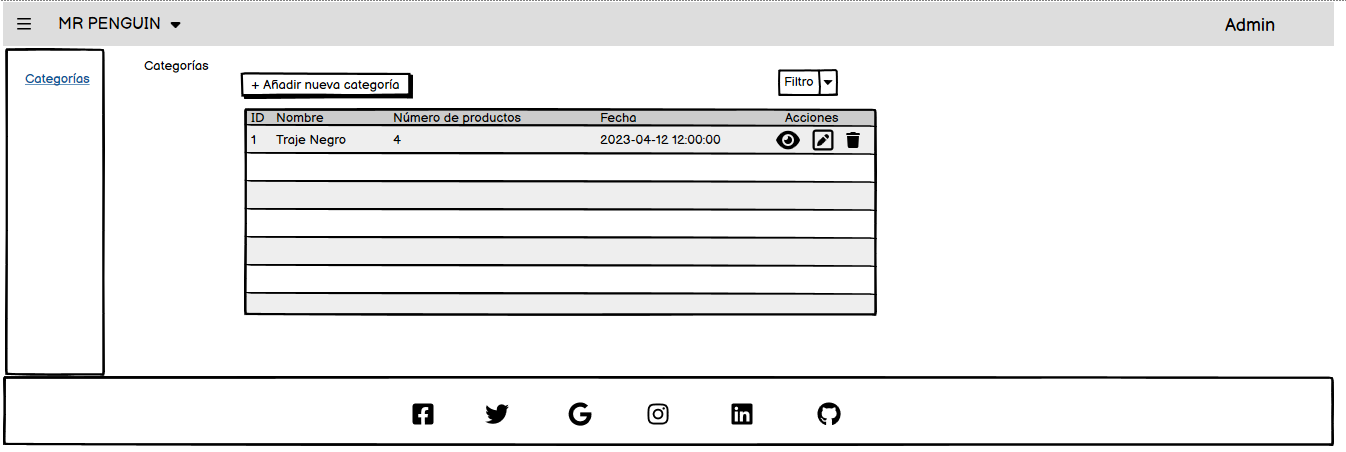 MR PENGUIN
Admin
Categorías
Categorías
+ Añadir nueva categoría
Filtro
ID Nombre Número de productos Fecha Acciones
1 Traje Negro 4 2023-04-12 12:00:00